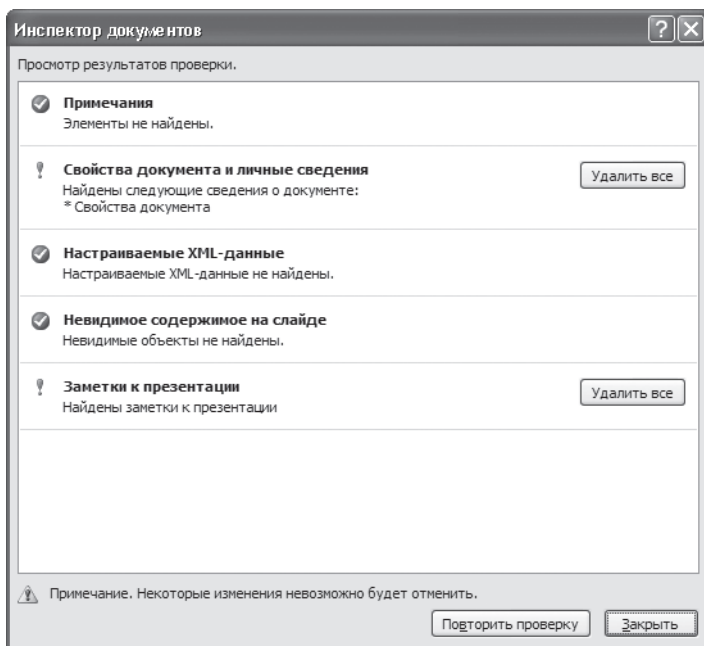 Инспектор документов
Просмотр результатов проверки.
Примечания
Элементы не найдены.
Свойства документа и личные сведения
Удалить все
Найдены следующие сведения о документе:
* Свойства документа
Настраиваемые XML-данные
Настраиваемые XML-данные не найдены.
Невидимое содержимое на слайде
Невидимые объекты не найдены.
Заметки к презентации
Удалить все
Найдены заметки к презентации
Примечание. Некоторые изменения невозможно будет отменить.
Повторить проверку Закрыть